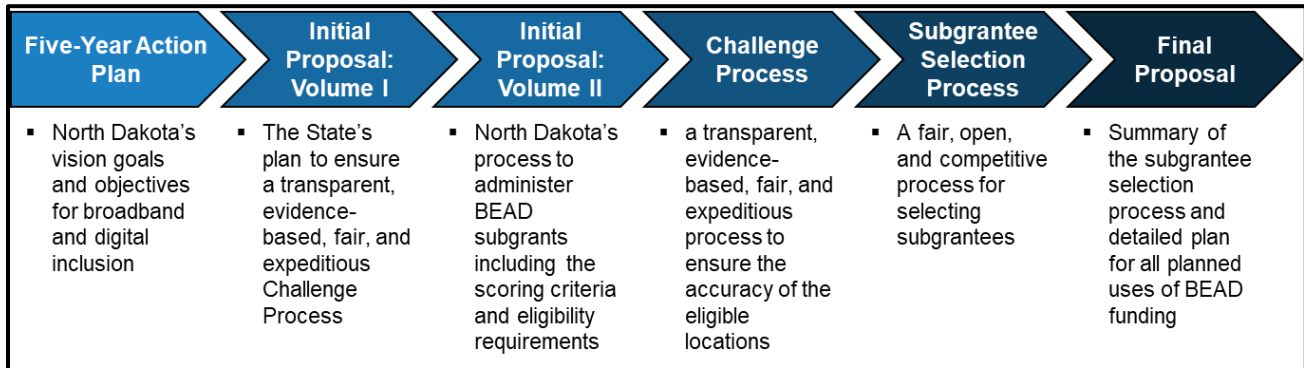 Five-Year Action
Plan
Initial
Proposal:
Volume I
Initial
Proposal:
Volume II
Challenge
Process
Subgrantee
Selection
Process
Final
Proposal
▪ North Dakota's
vision goals
and objectives
for broadband
and digital
inclusion
▪ The State's
plan to ensure
a transparent,
evidence-
based, fair, and
expeditious
Challenge
Process
▪ North Dakota's
process to
administer
BEAD
subgrants
including the
scoring criteria
and eligibility
requirements
▪ a transparent,
evidence-
based, fair, and
expeditious
process to
ensure the
accuracy of the
eligible
locations
▪ A fair, open,
and competitive
process for
selecting
subgrantees
▪ Summary of
the subgrantee
selection
process and
detailed plan
for all planned
uses of BEAD
funding